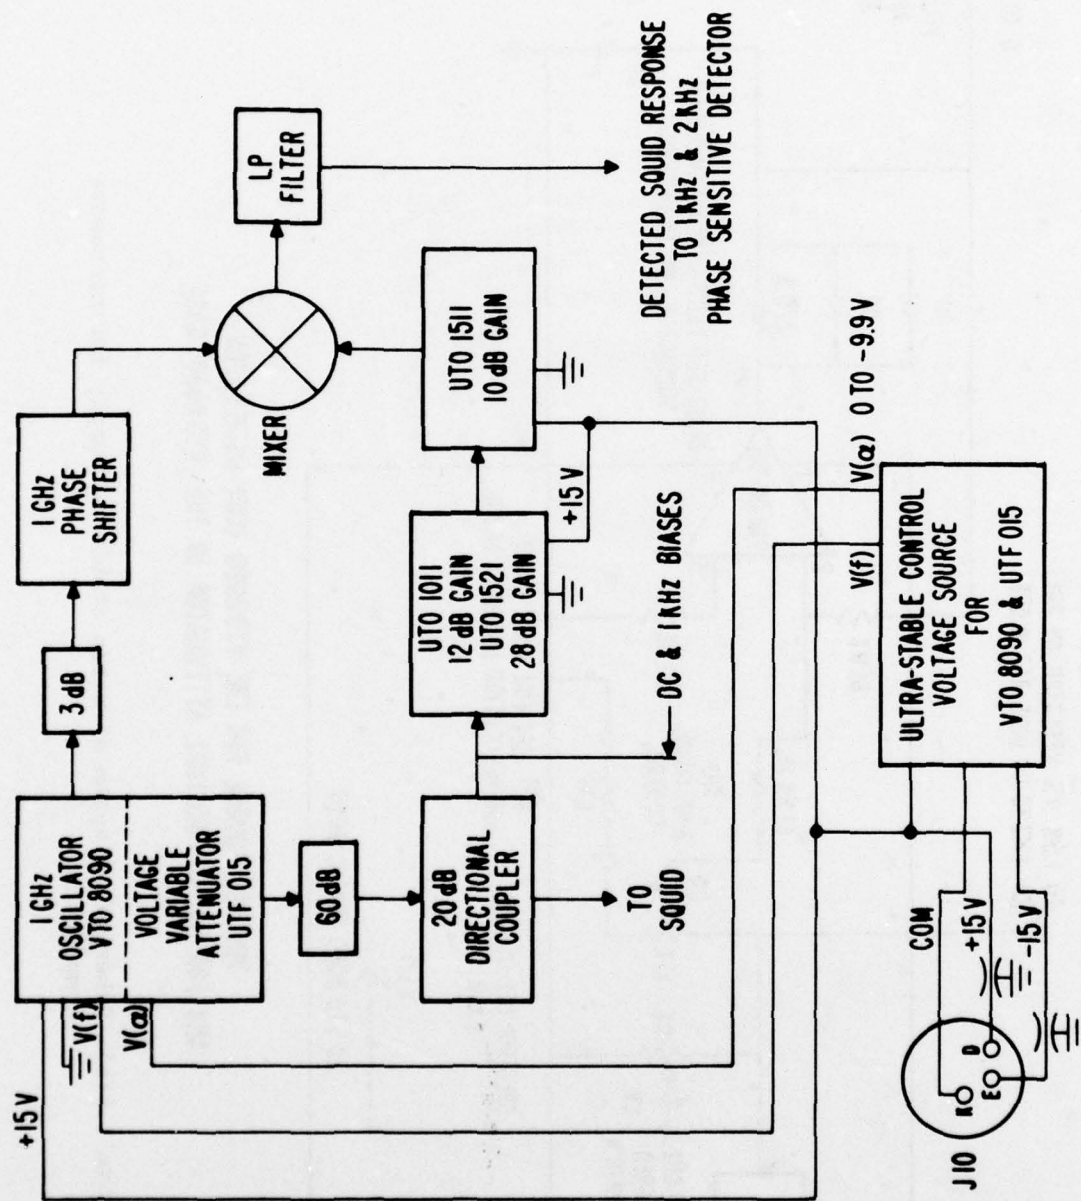 +15V
1 GHz
OSCILLATOR
VTO 8090
VOLTAGE
VARIABLE
ATTENUATOR
UTF 015
V(f)
V(α)
3 dB
1 GHz
PHASE
SHIFTER
MIXER
LP
FILTER
60 dB
20 dB
DIRECTIONAL
COUPLER
TO
SQUID
UTO 1011
12 dB GAIN
UTO 1521
28 dB GAIN
UTO 1511
10 dB GAIN
+15 V
DC & 1 KHz BIASES
DETECTED SQUID RESPONSE
TO 1 KHz & 2 KHz
PHASE SENSITIVE DETECTOR
V(f)
V(α) 0 TO -9.9 V
ULTRA-STABLE CONTROL
VOLTAGE SOURCE
FOR
VTO 8090 & UTF 015
COM
+15 V
-15 V
D
E
J10